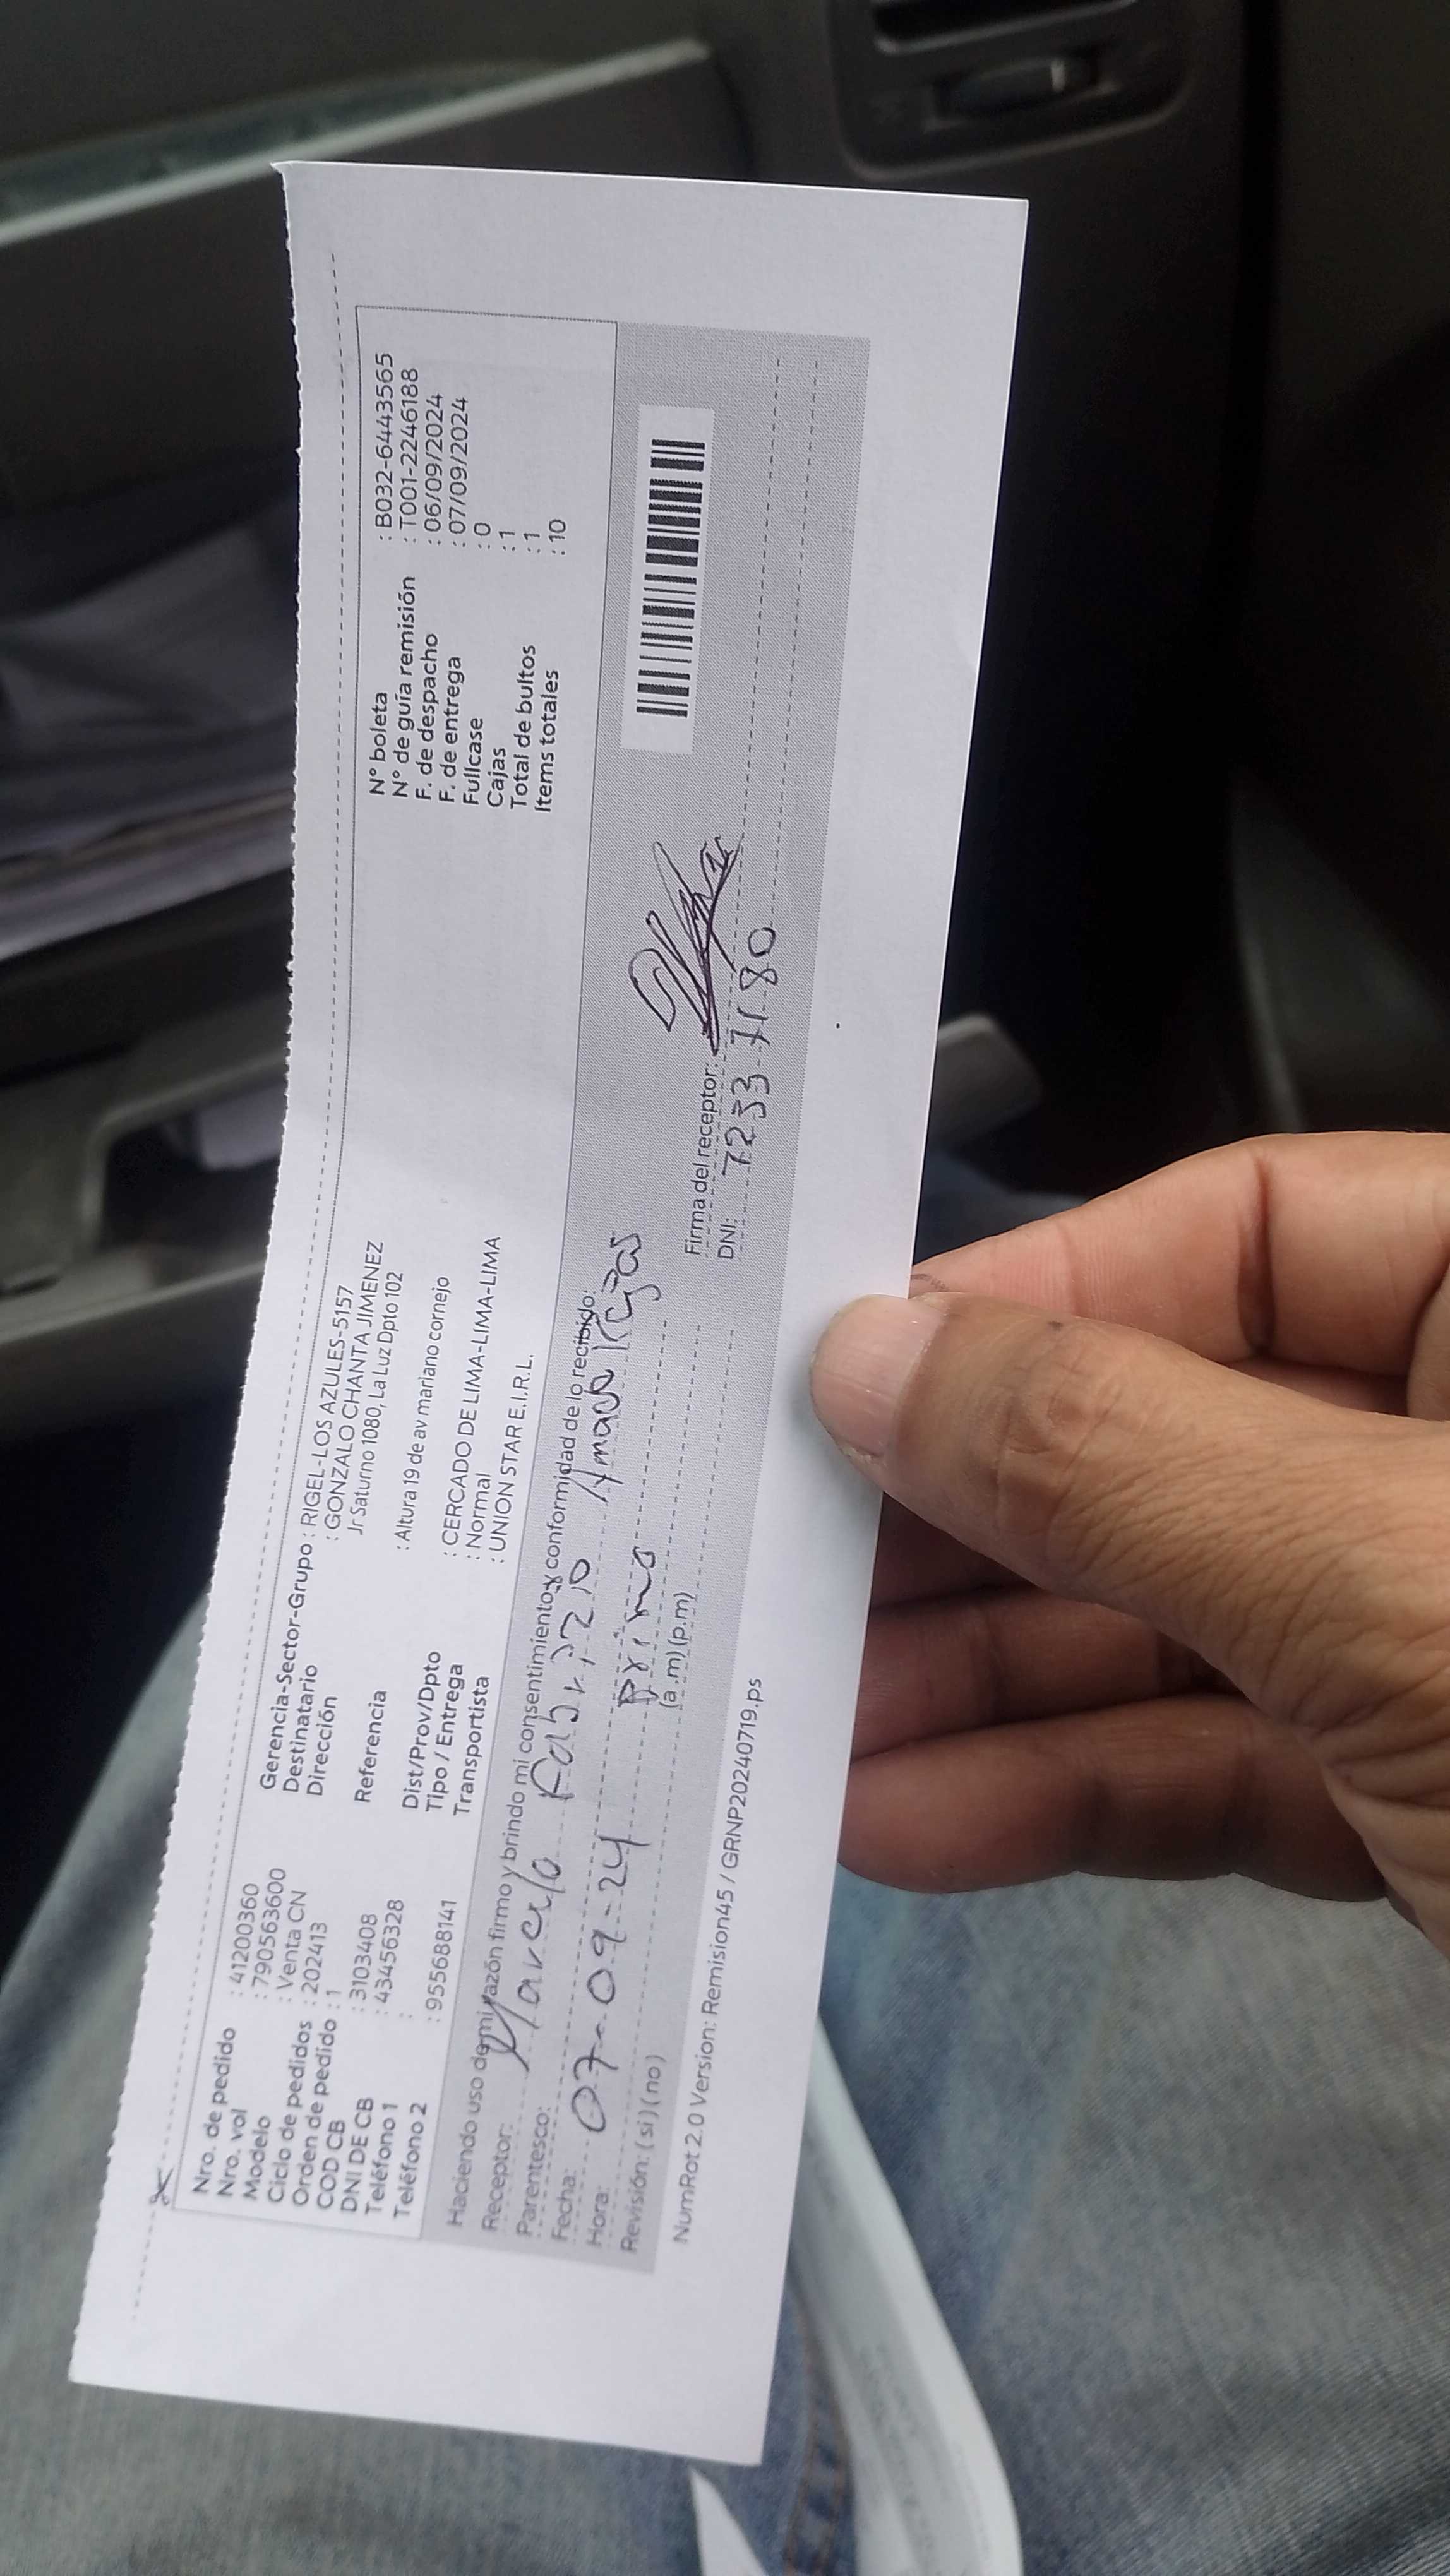 Nro. de pedido : 41200360
Nro. vol : 790563600
Modelo : Venta CN
Ciclo de pedidos : 202413
Orden de pedido : 1
COD CB : 3103408
DNI DE CB : 43456328
Teléfono 1 :
Teléfono 2 : 955688141
Gerencia-Sector-Grupo : RIGEL-LOS AZULES-5157
Destinatario : GONZALO CHANTA JIMENEZ
Dirección Jr Saturno 1080, La Luz Dpto 102
Referencia : Altura 19 de av mariano cornejo
Dist/Prov/Dpto : CERCADO DE LIMA-LIMA-LIMA
Tipo / Entrega : Normal
Transportista : UNION STAR E.I.R.L.
N° boleta : B032-6443565
N° de guía remisión : T001-2246188
F. de despacho : 06/09/2024
F. de entrega : 07/09/2024
Fullcase : 0
Cajas : 1
Total de bultos : 1
Items totales : 10
Haciendo uso de mi razón firmo y brindo mi consentimiento y conformidad de lo recibido:
Receptor: Marcelo Fabrizio Amado Rojas
Parentesco: primo
Fecha: 07-09-24
Hora: (a.m) (p.m)
Revisión: (si) (no)
Firma del receptor:
DNI: 72337180
NumRot 2.0 Version: Remision45 / GRNP20240719.ps